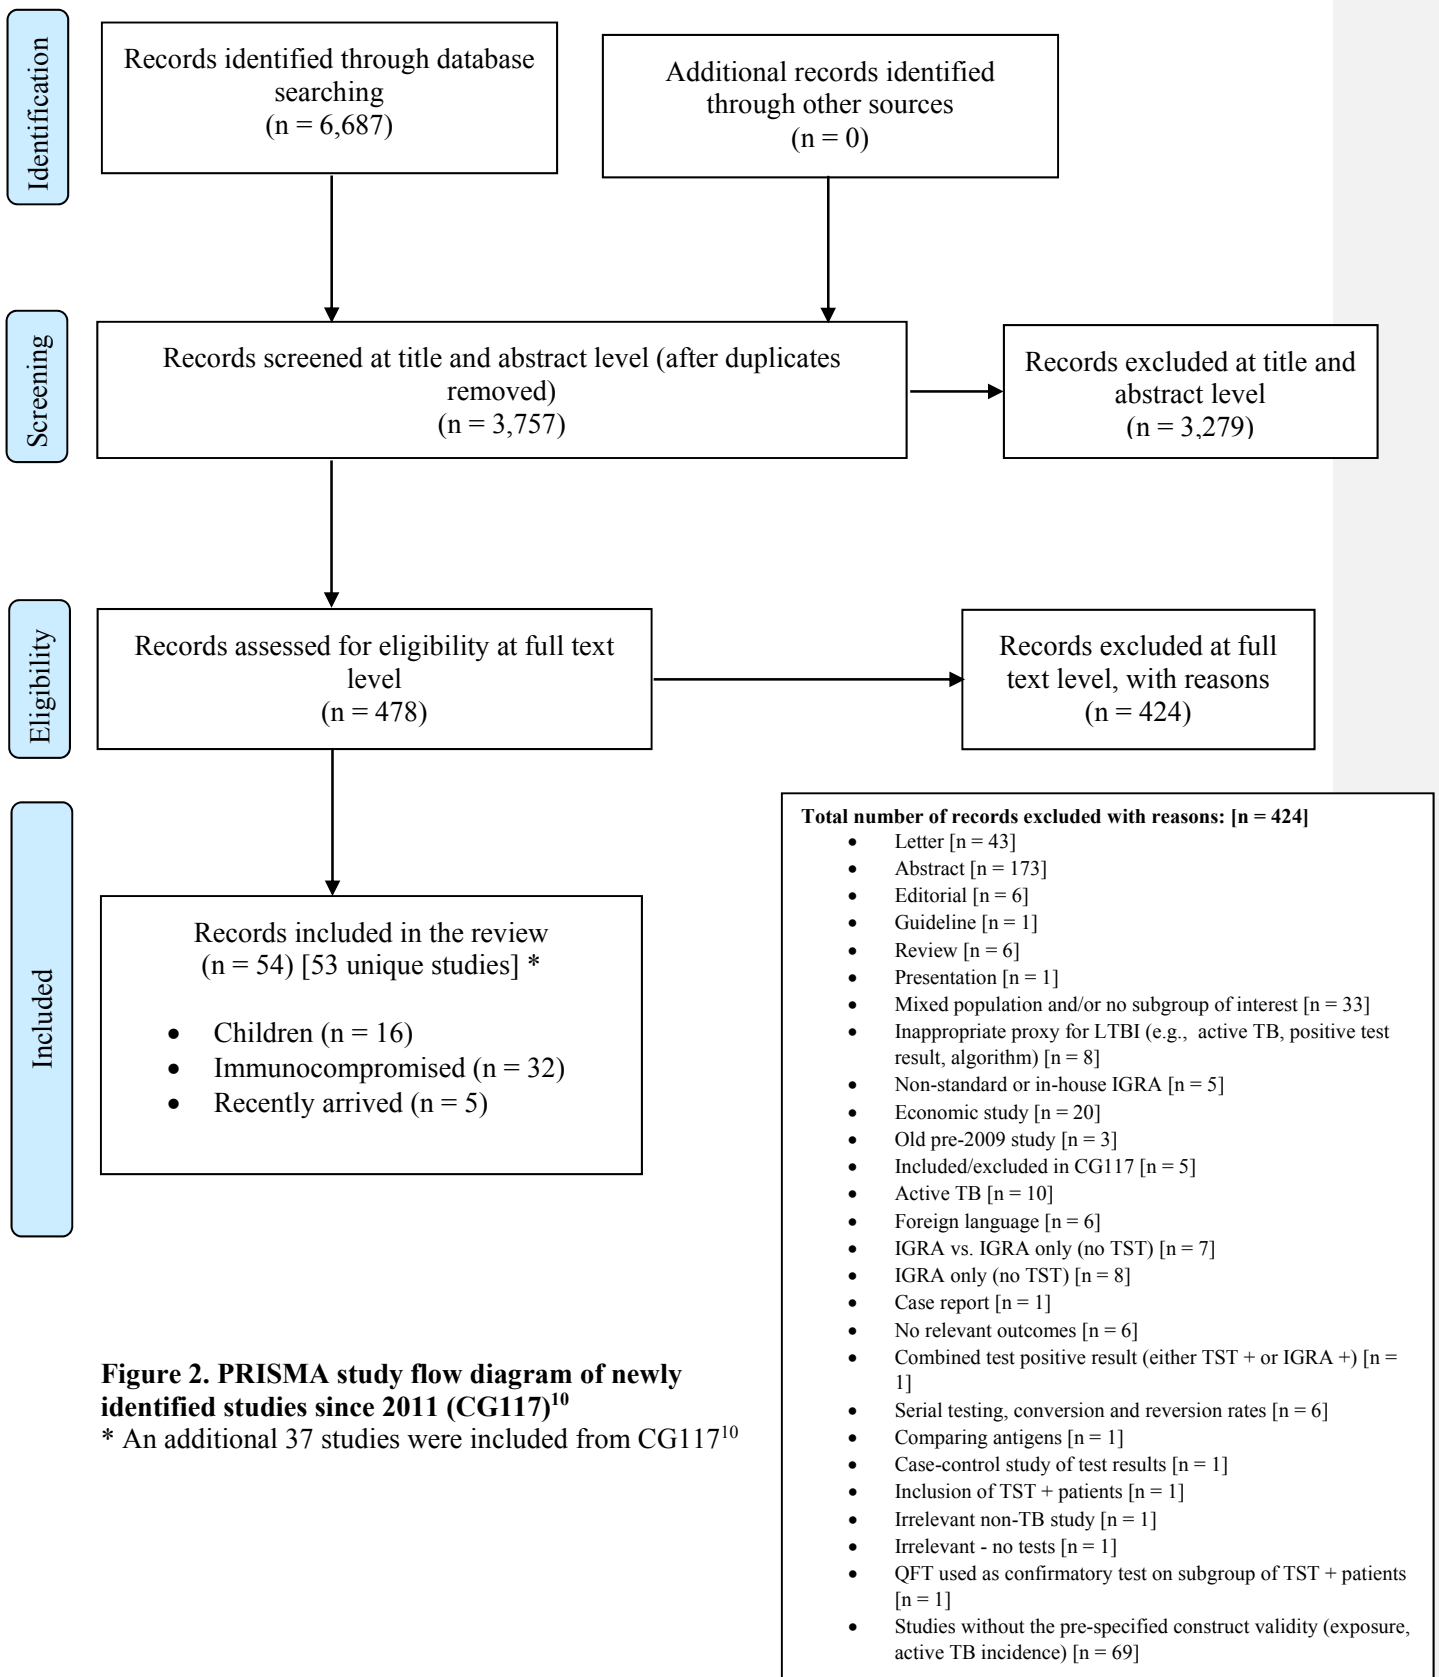 Identification
Records identified through database
searching
(n = 6,687)
Additional records identified
through other sources
(n = 0)
Screening
Records screened at title and abstract level (after duplicates
removed)
(n = 3,757)
Records excluded at title and
abstract level
(n = 3,279)
Eligibility
Records assessed for eligibility at full text
level
(n = 478)
Records excluded at full
text level, with reasons
(n = 424)
Included
Records included in the review
(n = 54) [53 unique studies] *
• Children (n = 16)
• Immunocompromised (n = 32)
• Recently arrived (n = 5)
Total number of records excluded with reasons: [n = 424]
• Letter [n = 43]
• Abstract [n = 173]
• Editorial [n = 6]
• Guideline [n = 1]
• Review [n = 6]
• Presentation [n = 1]
• Mixed population and/or no subgroup of interest [n = 33]
• Inappropriate proxy for LTBI (e.g., active TB, positive test
result, algorithm) [n = 8]
• Non-standard or in-house IGRA [n = 5]
• Economic study [n = 20]
• Old pre-2009 study [n = 3]
• Included/excluded in CG117 [n = 5]
• Active TB [n = 10]
• Foreign language [n = 6]
• IGRA vs. IGRA only (no TST) [n = 7]
• IGRA only (no TST) [n = 8]
• Case report [n = 1]
• No relevant outcomes [n = 6]
• Combined test positive result (either TST + or IGRA +) [n =
1]
• Serial testing, conversion and reversion rates [n = 6]
• Comparing antigens [n = 1]
• Case-control study of test results [n = 1]
• Inclusion of TST + patients [n = 1]
• Irrelevant non-TB study [n = 1]
• Irrelevant - no tests [n = 1]
• QFT used as confirmatory test on subgroup of TST + patients
[n = 1]
• Studies without the pre-specified construct validity (exposure,
active TB incidence) [n = 69]
Figure 2. PRISMA study flow diagram of newly
identified studies since 2011 (CG117)10
* An additional 37 studies were included from CG11710